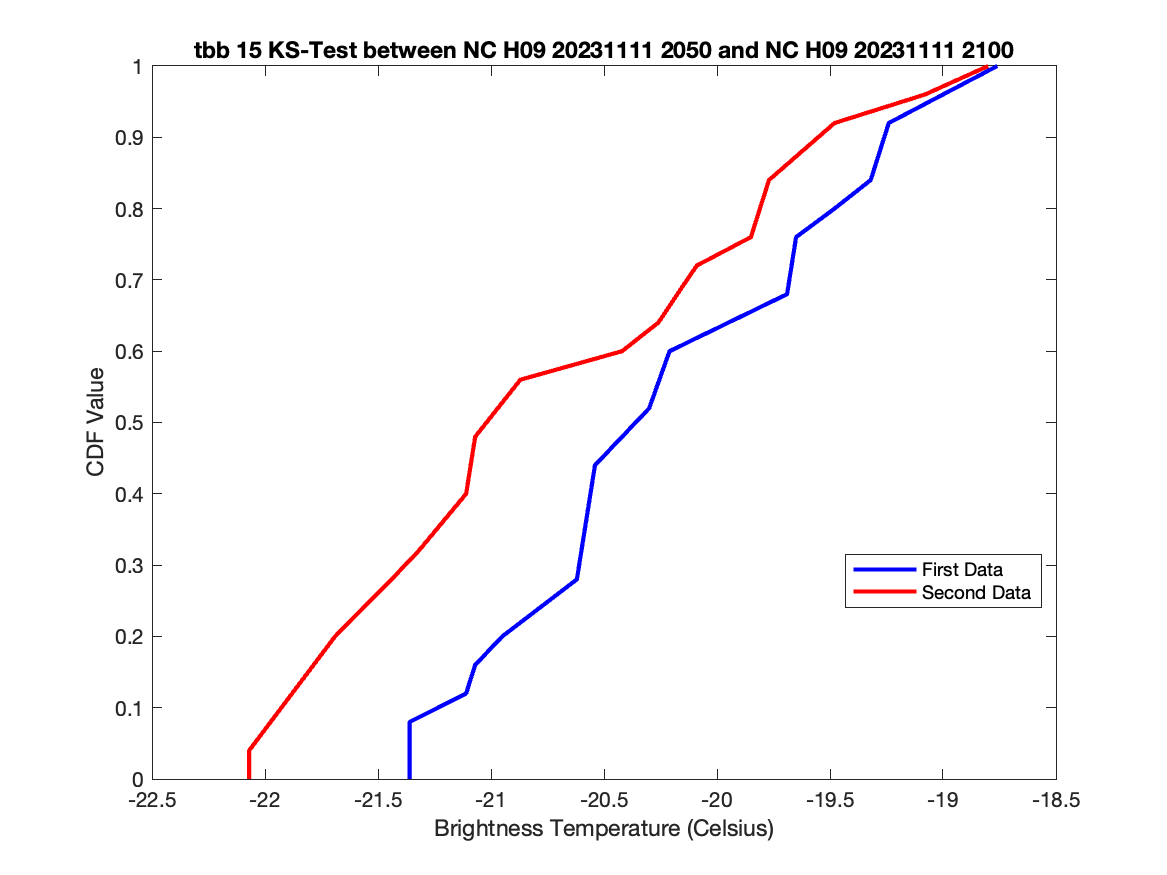 tbb 15 KS-Test between NC H09 20231111 2050 and NC H09 20231111 2100
1
0.9
0.8
0.7
0.6
0.5
0.4
0.3
0.2
0.1
0
CDF Value
First Data
Second Data
-22.5 -22 -21.5 -21 -20.5 -20 -19.5 -19 -18.5
Brightness Temperature (Celsius)